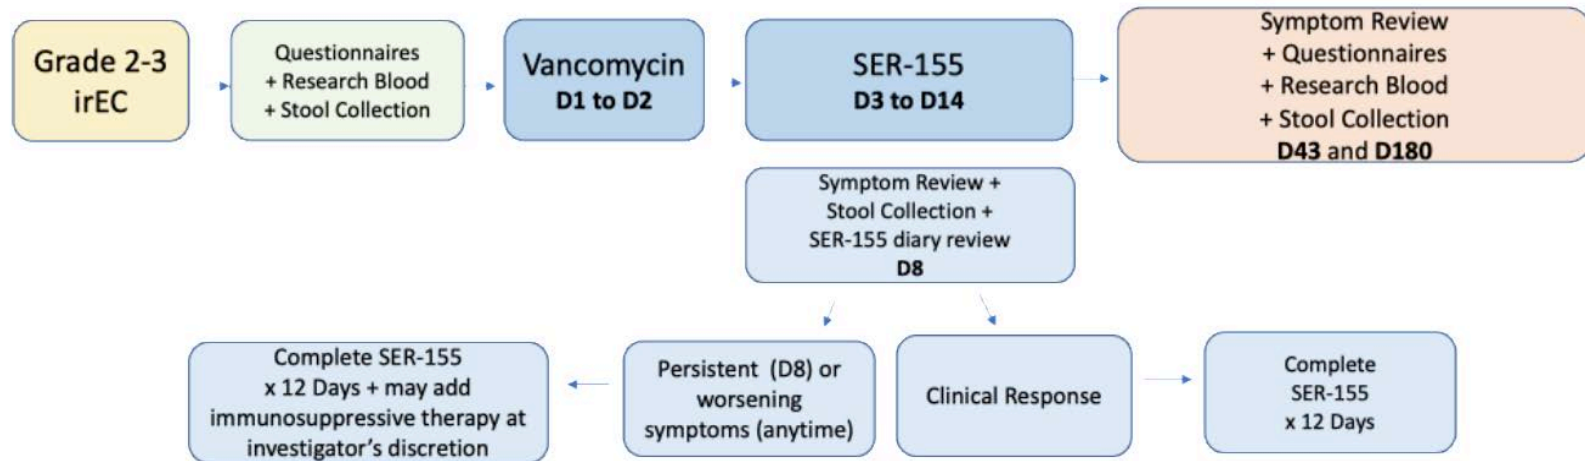 Grade 2-3
irEC
Questionnaires
+ Research Blood
+ Stool Collection
Vancomycin
D1 to D2
SER-155
D3 to D14
Symptom Review
+ Questionnaires
+ Research Blood
+ Stool Collection
D43 and D180
Symptom Review +
Stool Collection +
SER-155 diary review
D8
Complete SER-155
x 12 Days + may add
immunosuppressive therapy at
investigator's discretion
Persistent (D8) or
worsening
symptoms (anytime)
Clinical Response
Complete
SER-155
x 12 Days